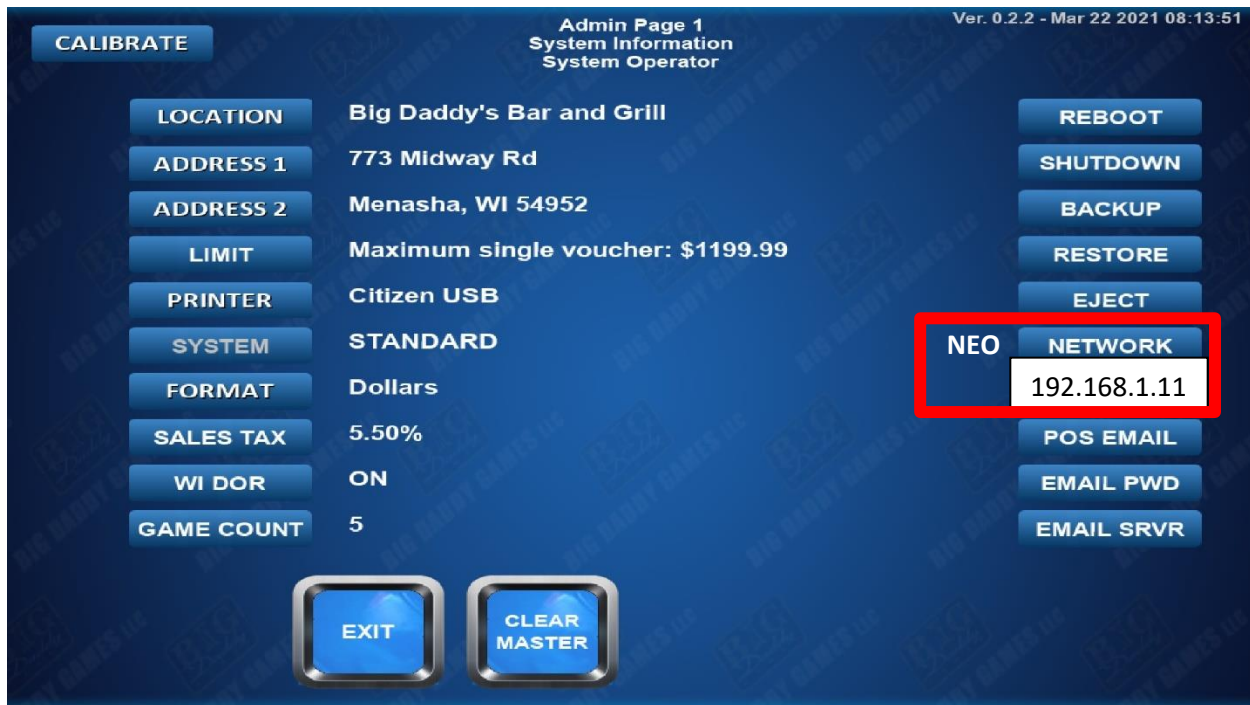 CALIBRATE
Admin Page 1
System Information
System Operator
Ver. 0.2.2 - Mar 22 2021 08:13:51
LOCATION Big Daddy's Bar and Grill REBOOT
ADDRESS 1 773 Midway Rd SHUTDOWN
ADDRESS 2 Menasha, WI 54952 BACKUP
LIMIT Maximum single voucher: $1199.99 RESTORE
PRINTER Citizen USB EJECT
SYSTEM STANDARD NEO NETWORK
FORMAT Dollars 192.168.1.11
SALES TAX 5.50% POS EMAIL
WI DOR ON EMAIL PWD
GAME COUNT 5 EMAIL SRVR
EXIT
CLEAR
MASTER
BIG DADDY GAMES LLC